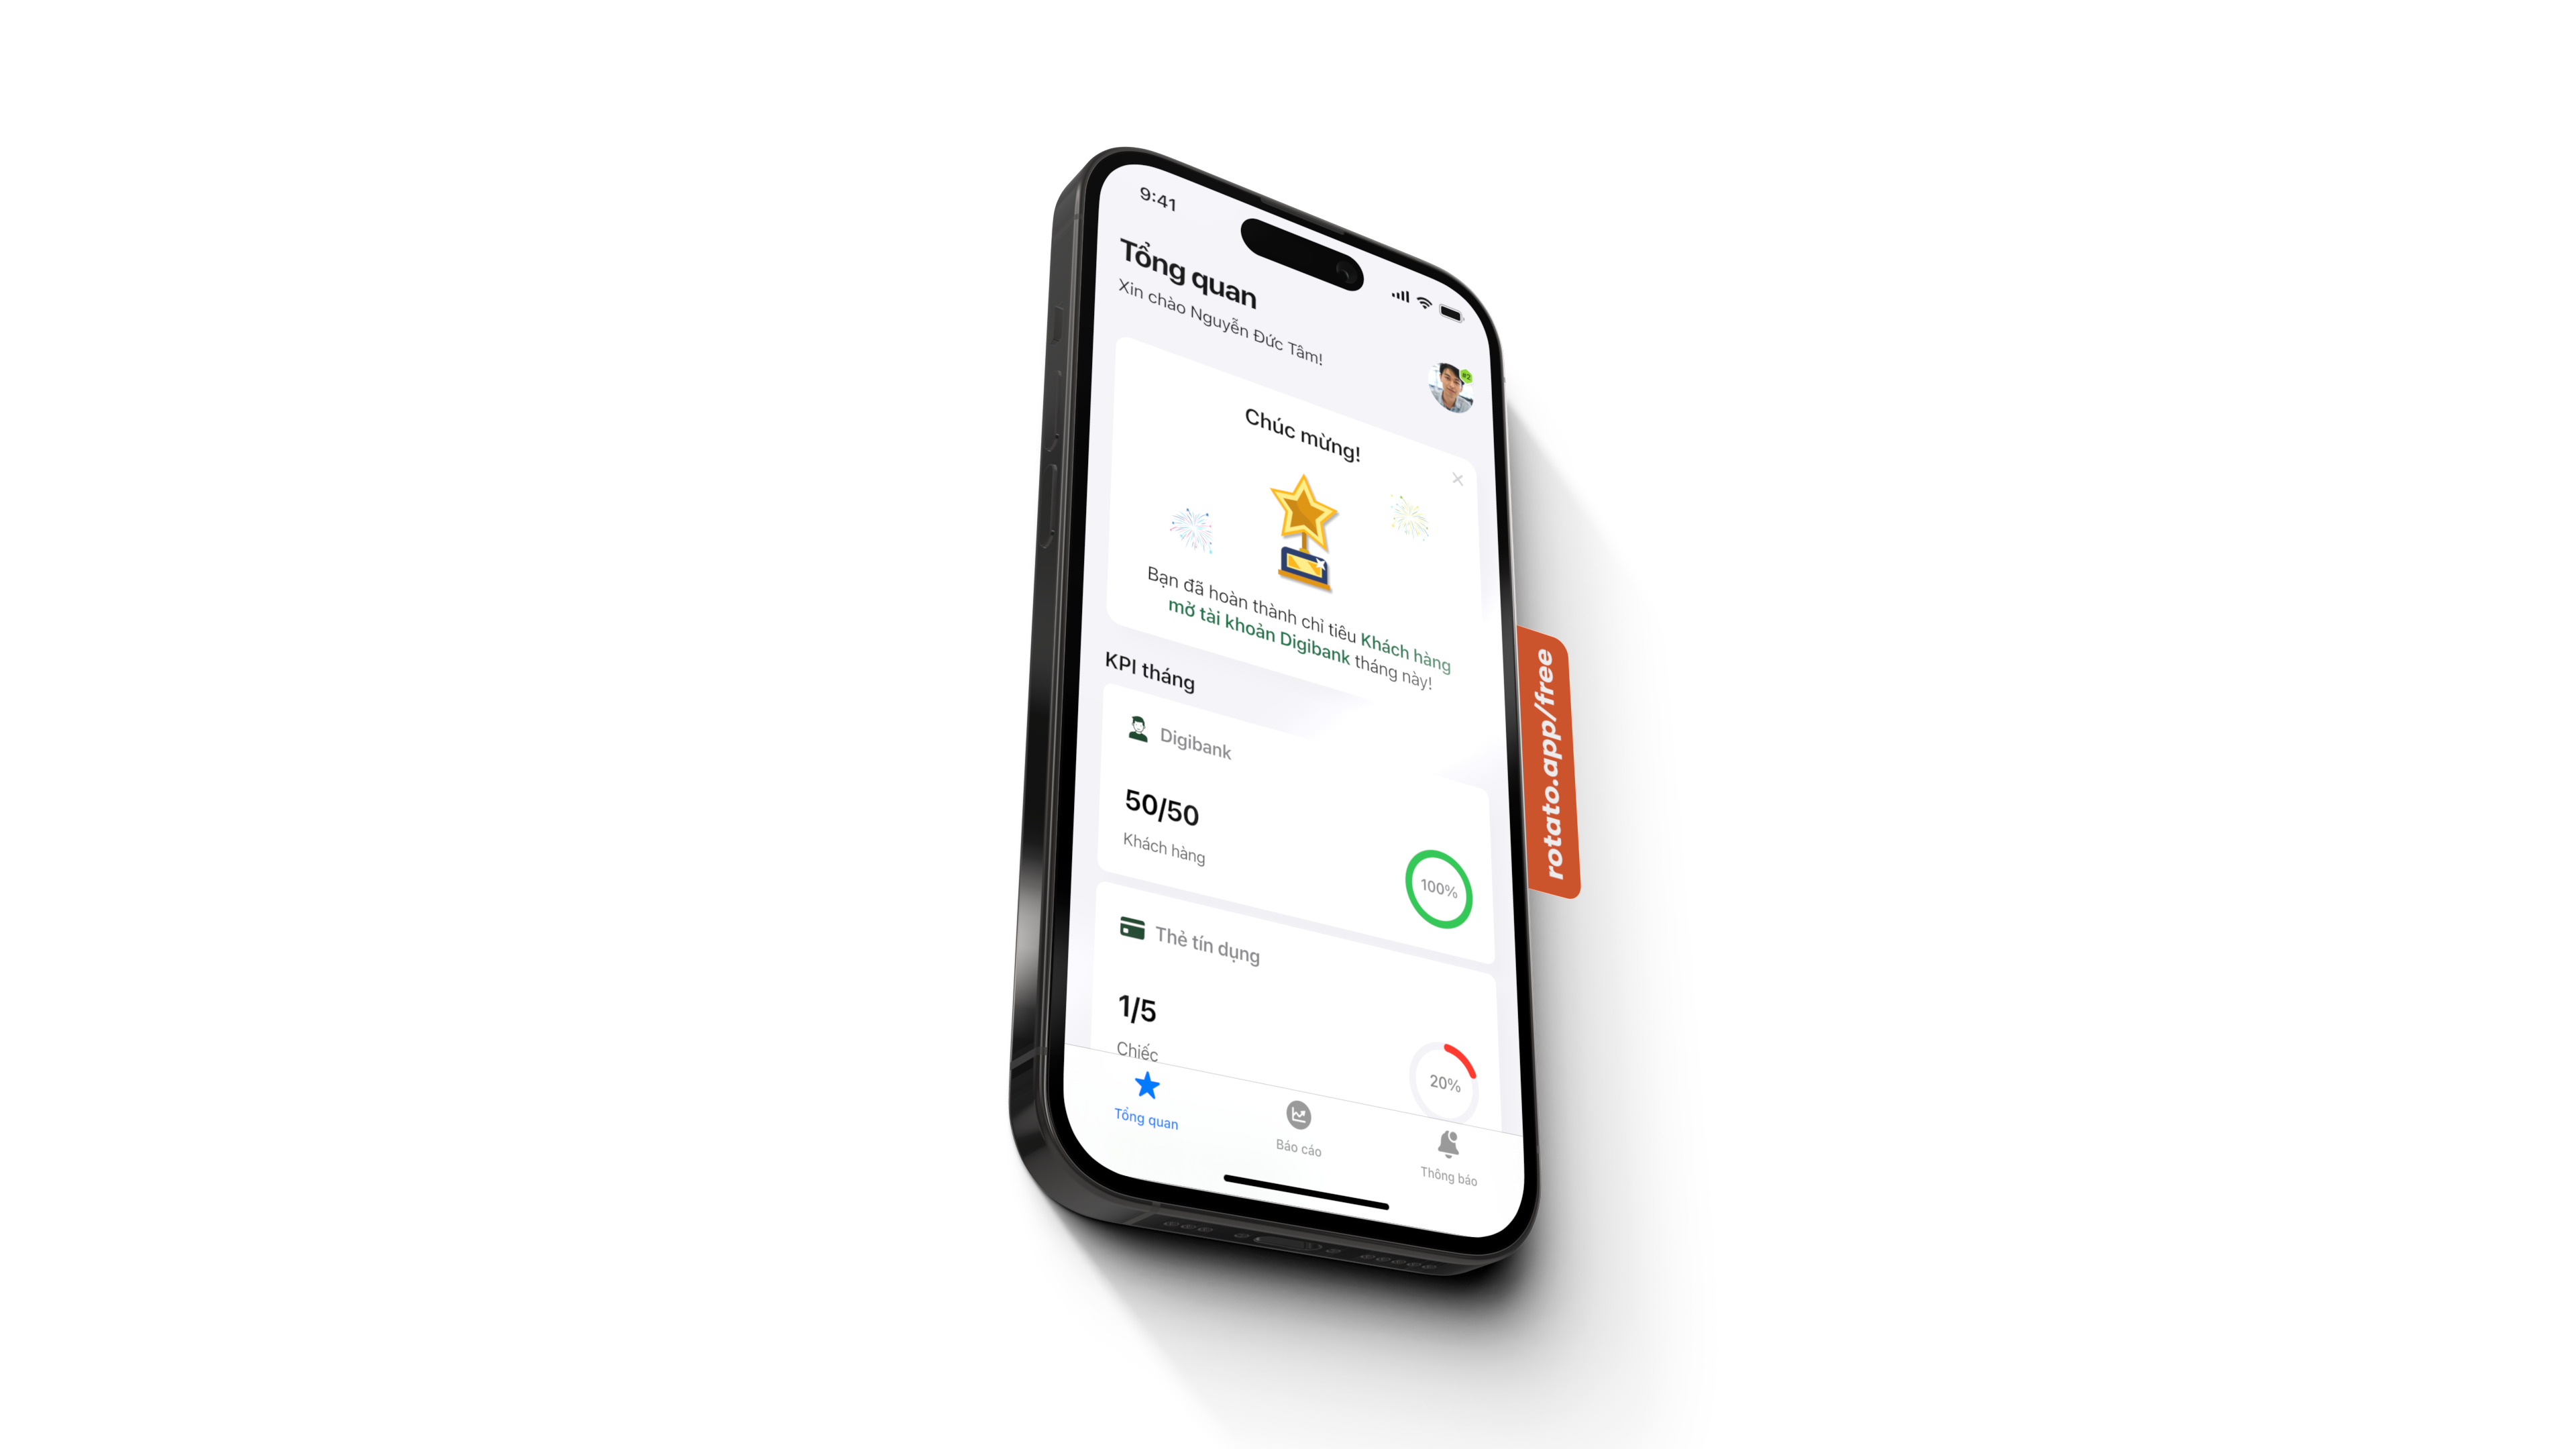 9:41
Tổng quan
Xin chào Nguyễn Đức Tâm!
Chúc mừng!
Bạn đã hoàn thành chỉ tiêu Khách hàng
mở tài khoản Digibank tháng này!
KPI tháng
Digibank
50/50
Khách hàng
100%
Thẻ tín dụng
1/5
Chiếc
20%
Tổng quan
Báo cáo
Thông báo
rotato.app/free